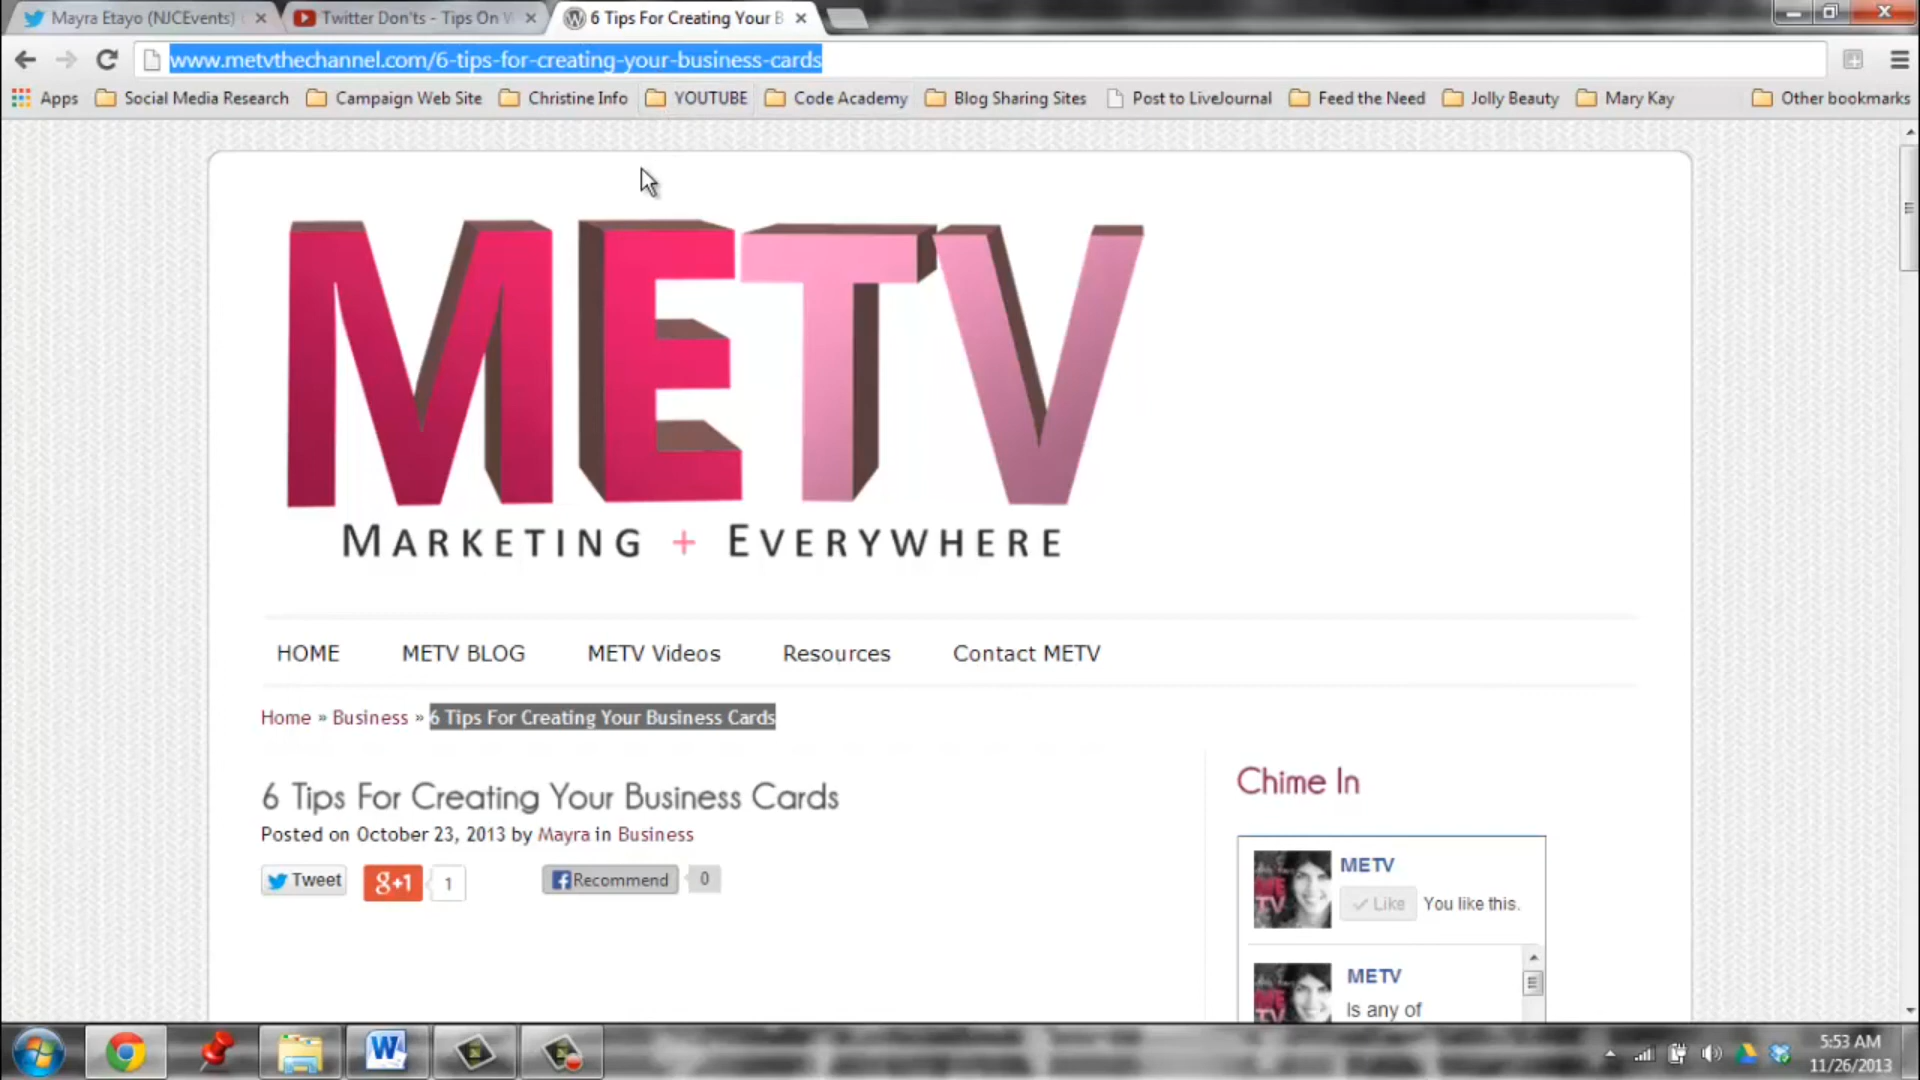 Mayra Etayo (NJCEvents)
Twitter Don'ts - Tips On
6 Tips For Creating Your B
www.metvthechannel.com/6-tips-for-creating-your-business-cards
Apps Social Media Research Campaign Web Site Christine Info YOUTUBE Code Academy Blog Sharing Sites Post to LiveJournal Feed the Need Jolly Beauty Mary Kay Other bookmarks
METV
MARKETING + EVERYWHERE
HOME METV BLOG METV Videos Resources Contact METV
Home » Business » 6 Tips For Creating Your Business Cards
6 Tips For Creating Your Business Cards
Posted on October 23, 2013 by Mayra in Business
Tweet g+1 1 Recommend 0
Chime In
METV
Like You like this.
METV
Is any of
5:53 AM
11/26/2013